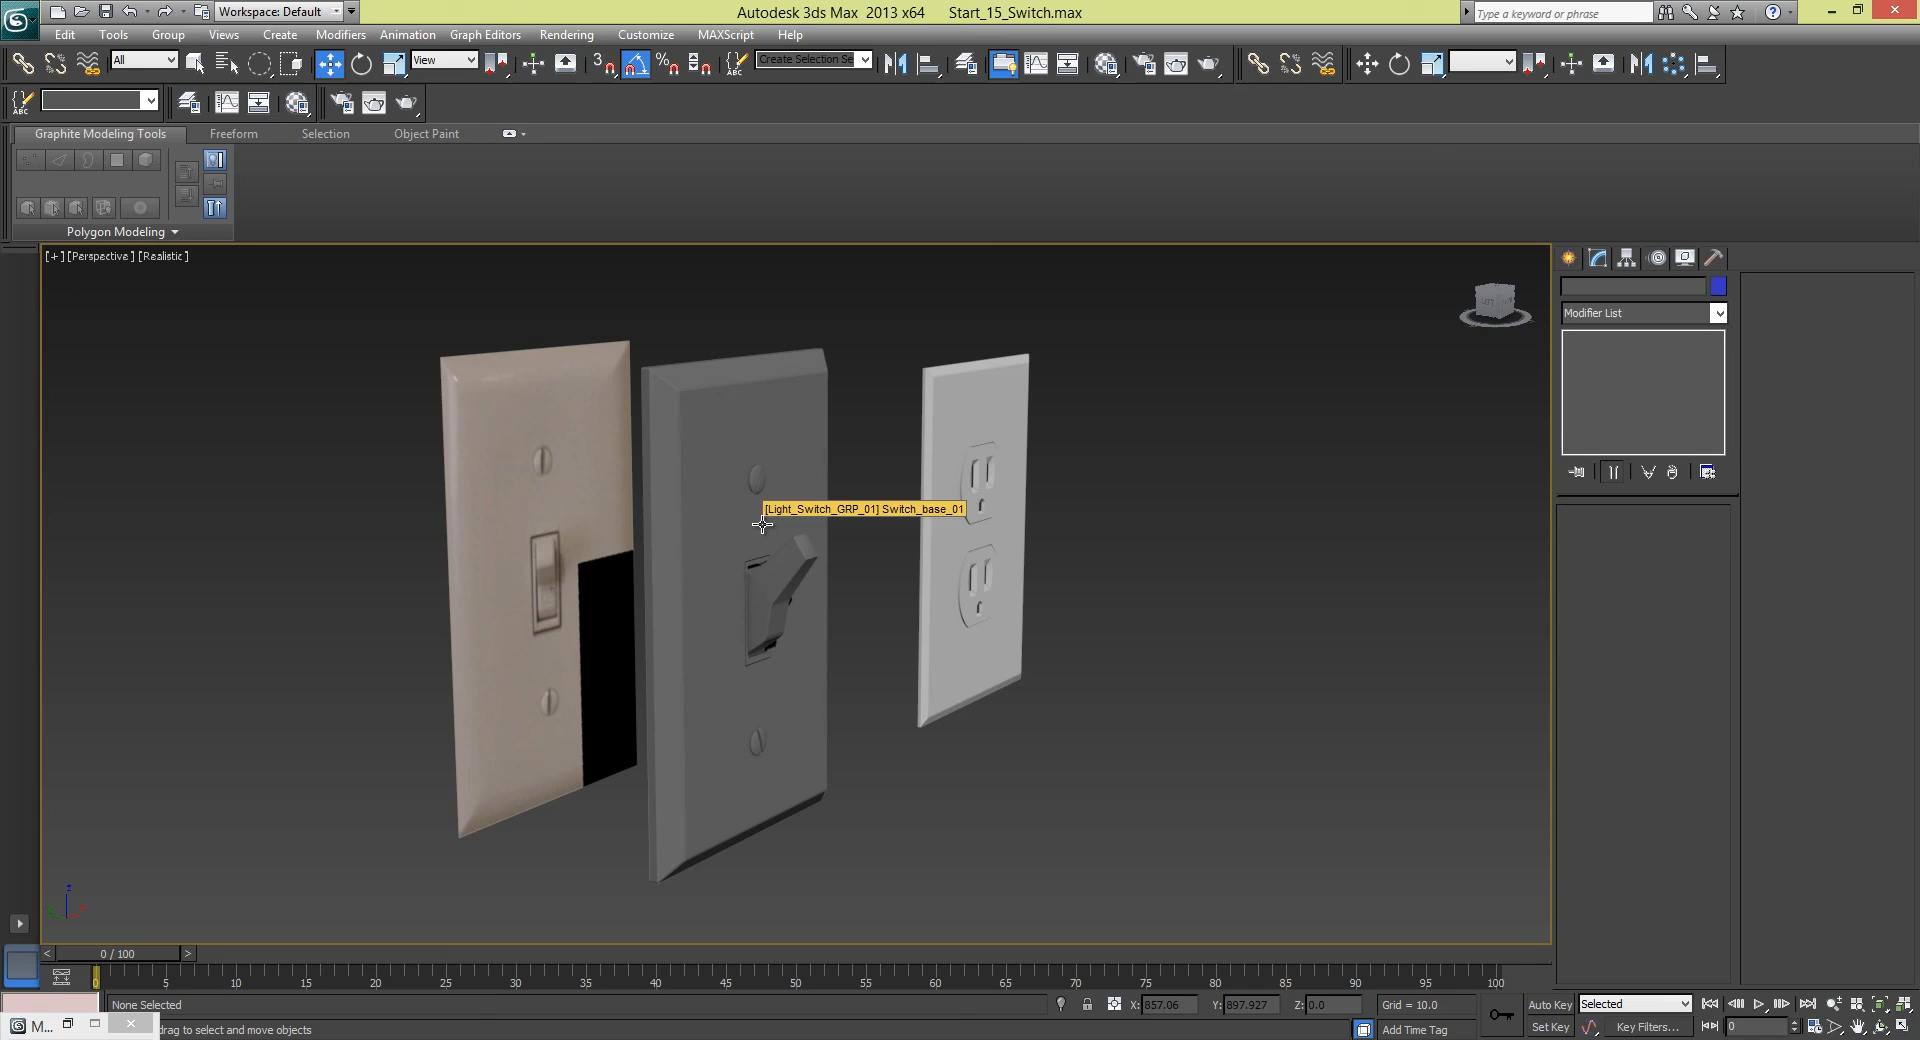 Workspace: Default
Autodesk 3ds Max 2013 x64 Start_15_Switch.max
Type a keyword or phrase
Edit Tools Group Views Create Modifiers Animation Graph Editors Rendering Customize MAXScript Help
All
View
3
%
Create Selection Se
ABC
ABC
Graphite Modeling Tools Freeform Selection Object Paint
Polygon Modeling
[+] [Perspective] [Realistic]
Modifier List
[Light_Switch_GRP_01] Switch_base_01
< 0 / 100 >
0 5 10 15 20 25 30 35 40 45 50 55 60 65 70 75 80 85 90 95 100
None Selected
X: 857.06 Y: 897.927 Z: 0.0 Grid = 10.0
Auto Key Selected
M...
drag to select and move objects
Add Time Tag
Set Key Key Filters... 0